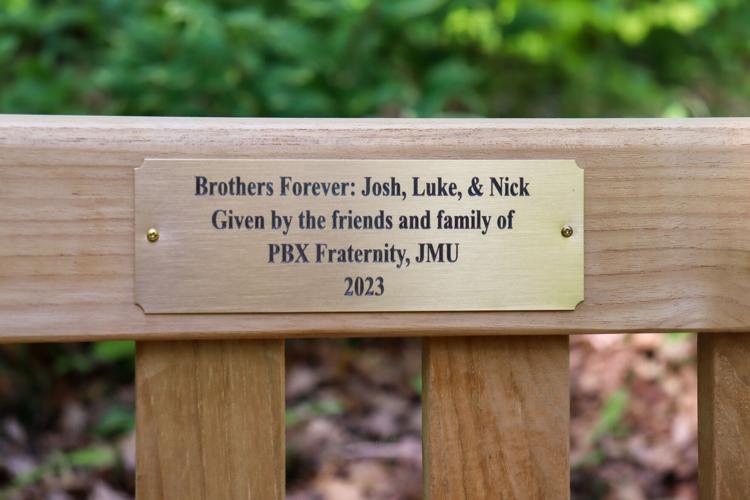 Brothers Forever: Josh, Luke, & Nick
Given by the friends and family of
PBX Fraternity, JMU
2023